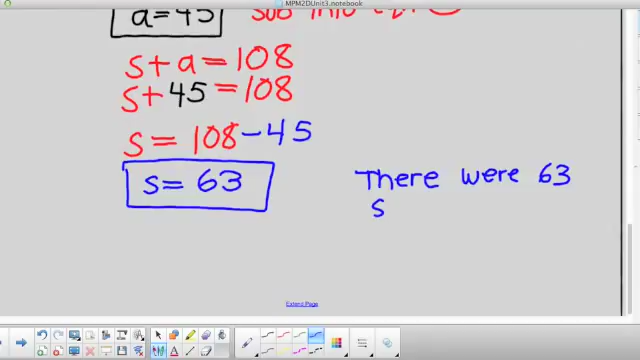 MPM2DUnit3.notebook
a=45
sub into
s+a=108
s+45=108
s=108-45
s=63
There were 63
s
Extend Page